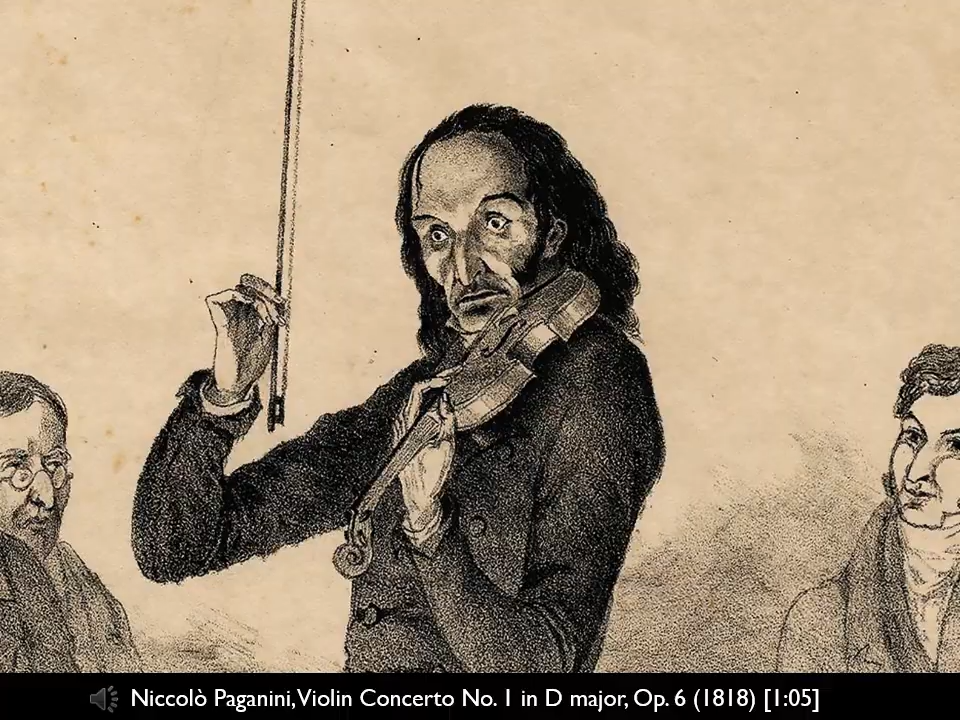 Niccolò Paganini, Violin Concerto No. 1 in D major, Op. 6 (1818) [1:05]